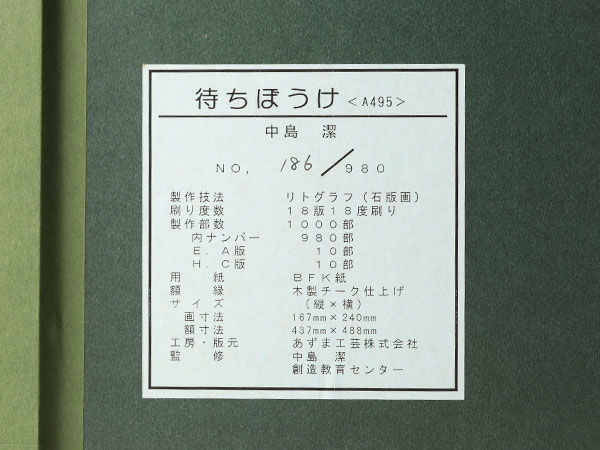 待ちぼうけ <A495>
中島 潔
NO, 186/980
製作技法 リトグラフ(石版画)
刷り度数 18版18度刷り
製作部数 1000部
内ナンバー 980部
E.A版 10部
H.C版 10部
用紙 BFK紙
額縁 木製チーク仕上げ
サイズ (縦×横)
画寸法 167mm×240mm
額寸法 437mm×488mm
工房・版元 あずま工芸株式会社
監修 中島 潔
創造教育センター